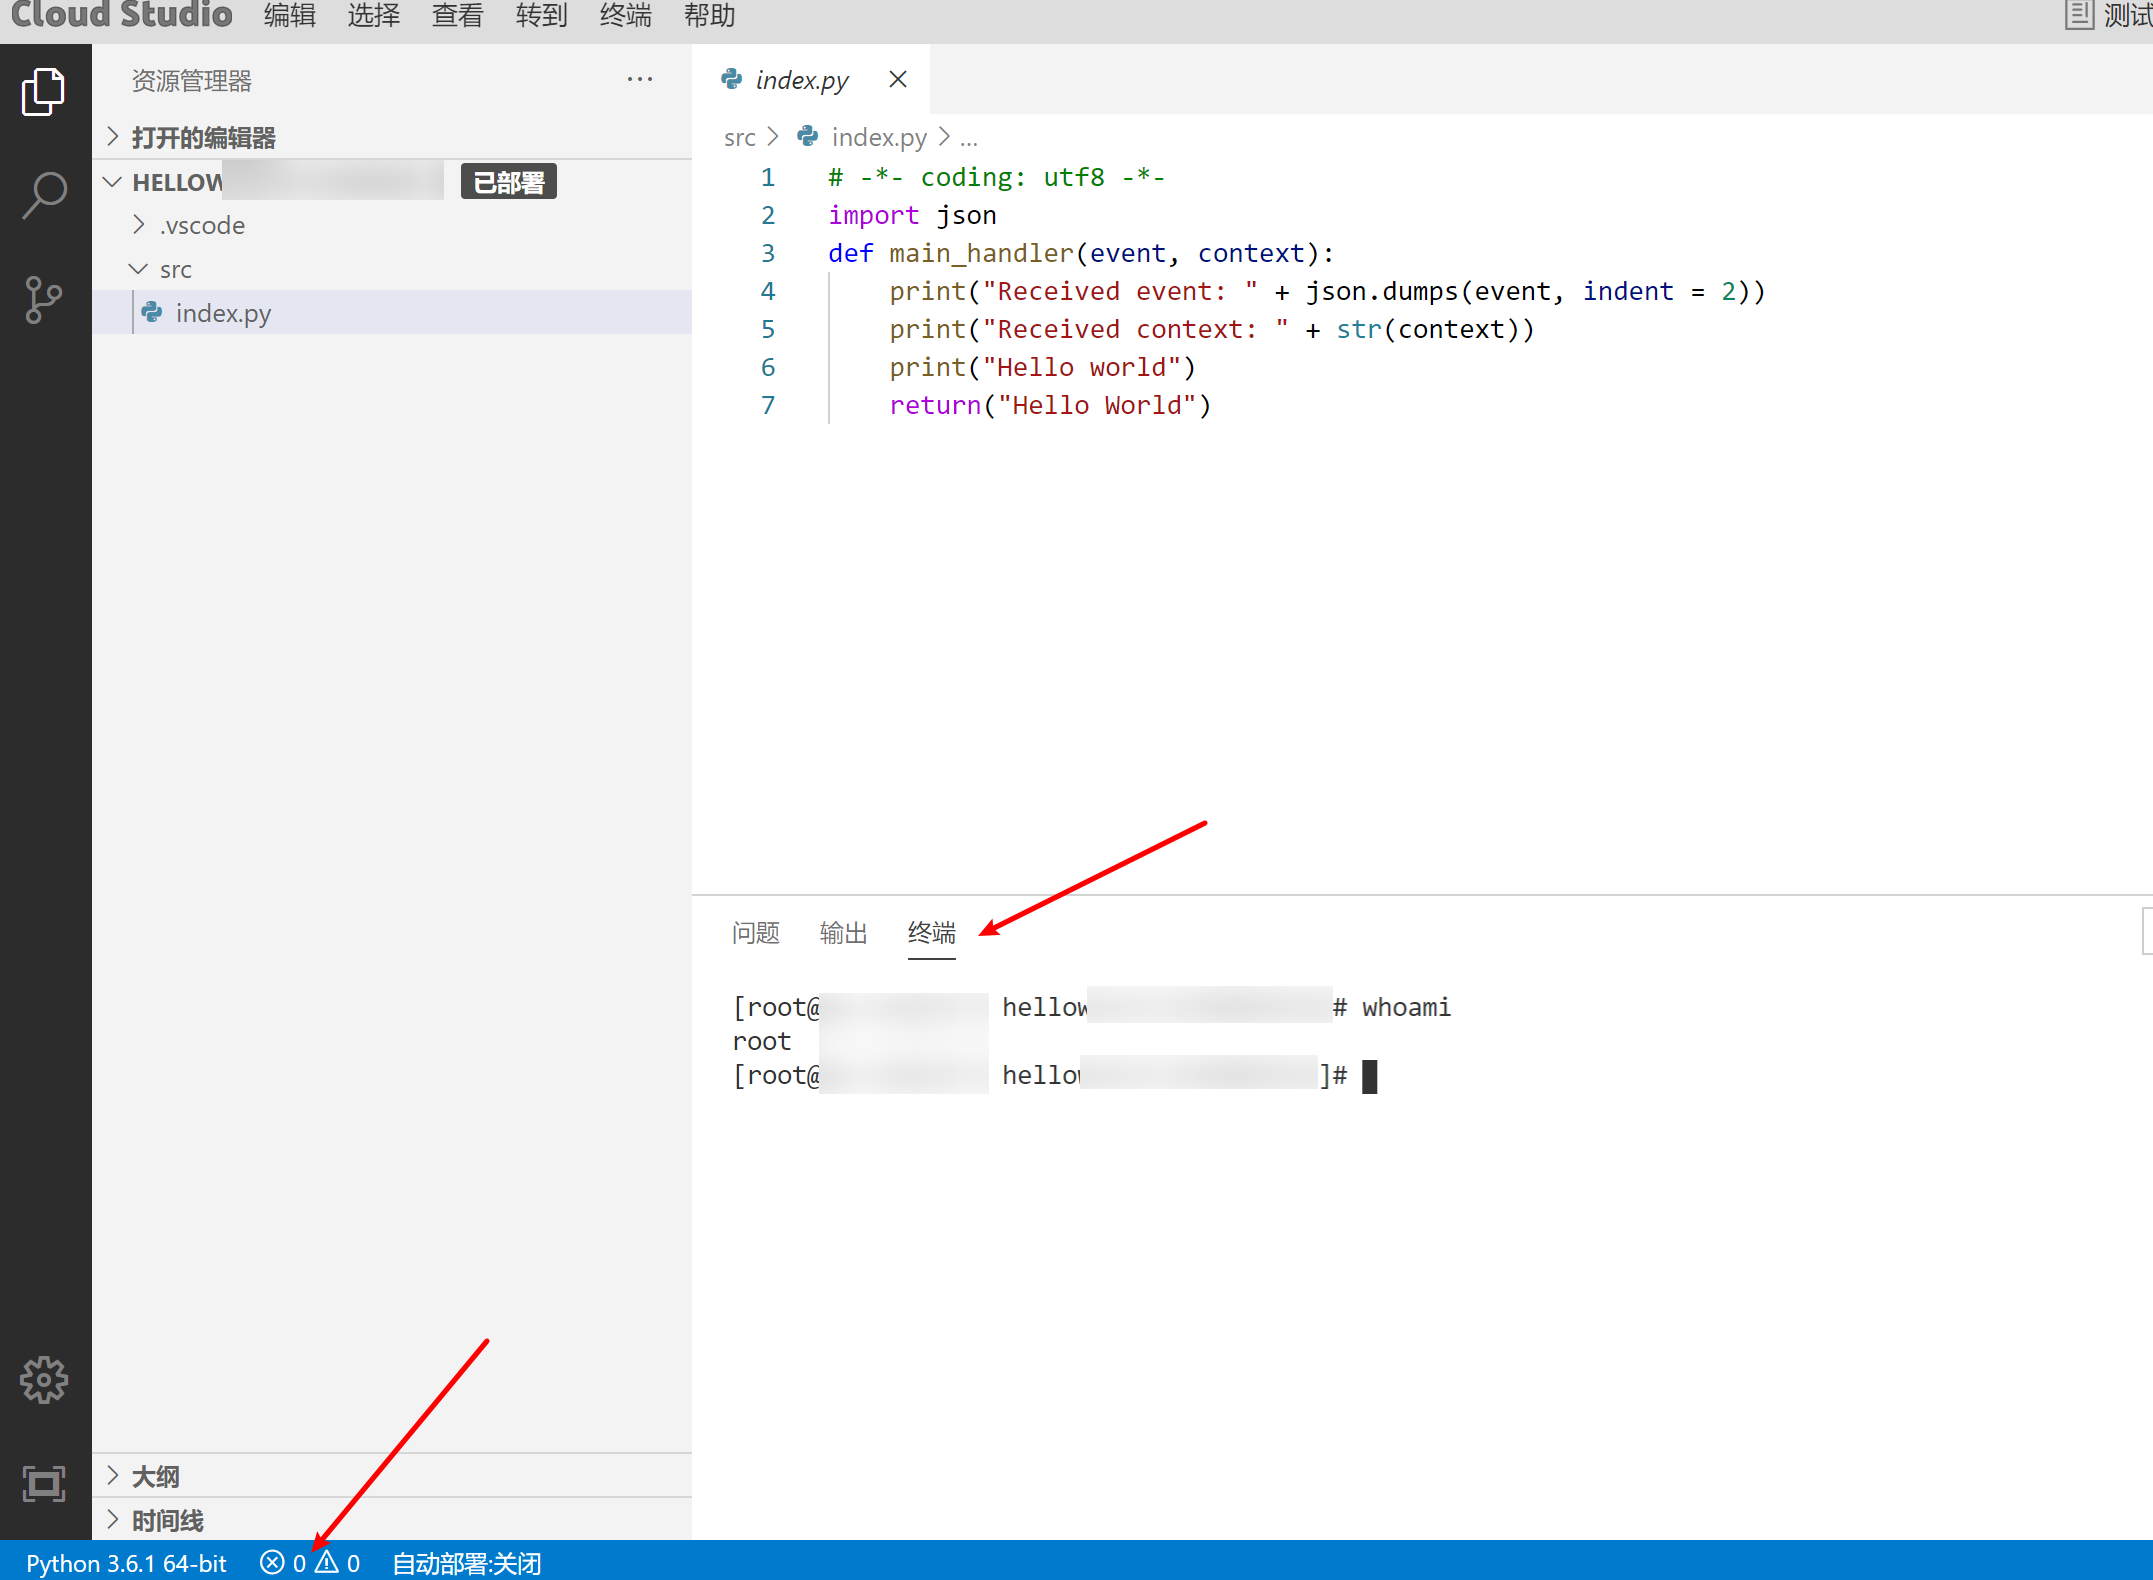 Cloud Studio 编辑 选择 查看 转到 终端 帮助 测试
资源管理器 ···
打开的编辑器
HELLOW 已部署
.vscode
src
index.py
index.py
src > index.py > ...
1 # -*- coding: utf8 -*-
2 import json
3 def main_handler(event, context):
4 print("Received event: " + json.dumps(event, indent = 2))
5 print("Received context: " + str(context))
6 print("Hello world")
7 return("Hello World")
问题 输出 终端
[root@ hellow # whoami
root
[root@ hellow ]#
大纲
时间线
Python 3.6.1 64-bit 0 0 自动部署:关闭